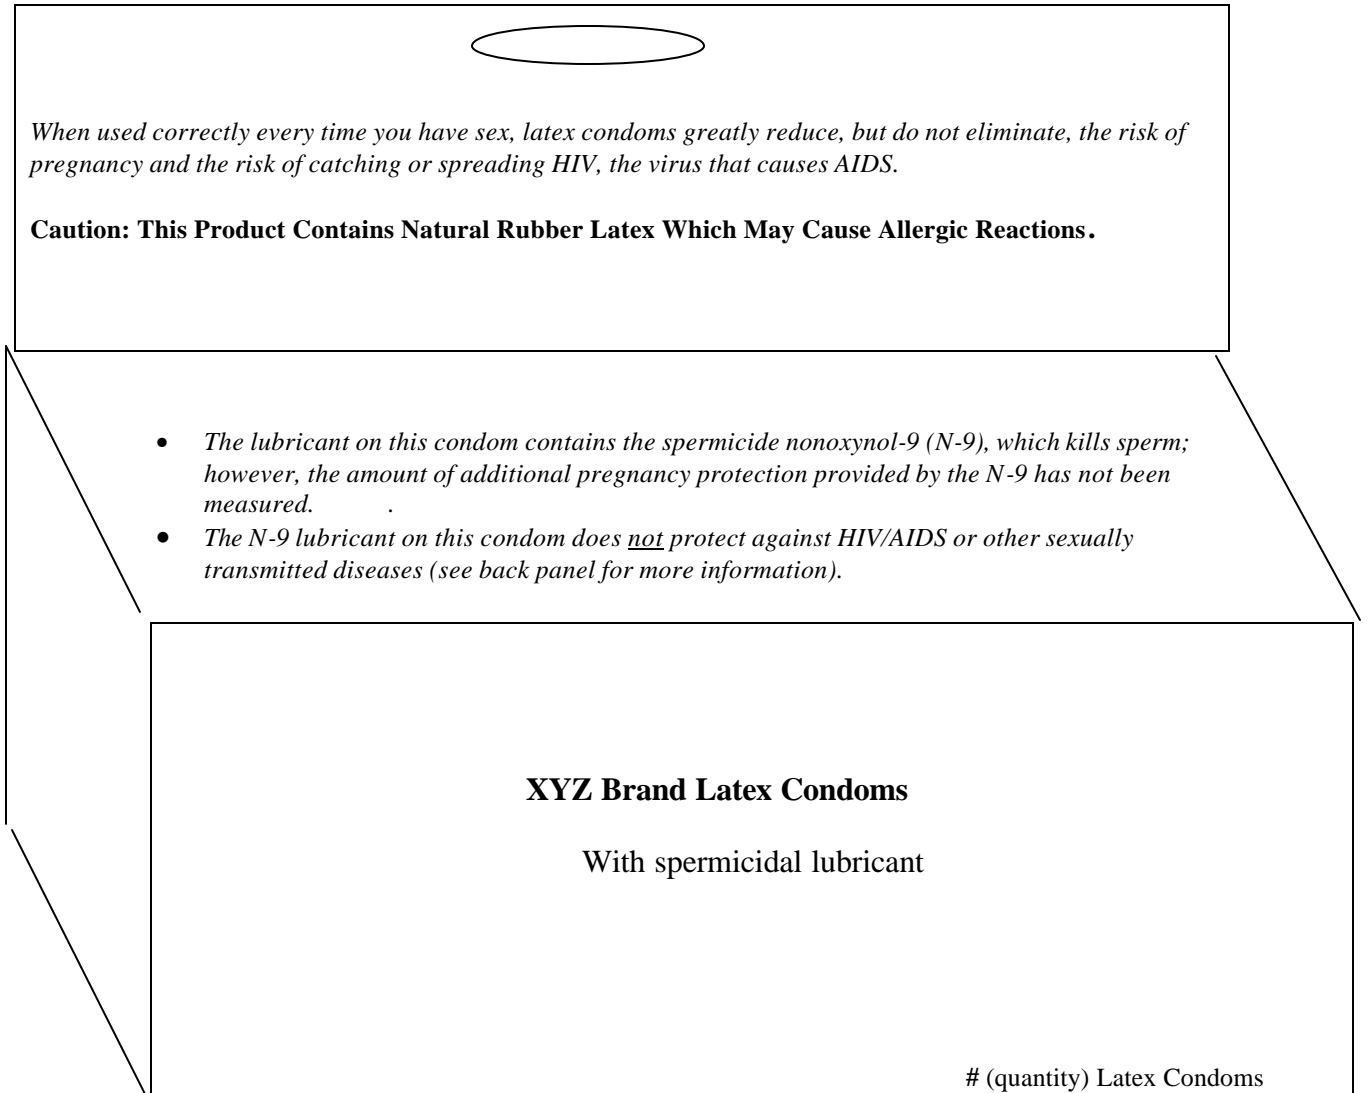 When used correctly every time you have sex, latex condoms greatly reduce, but do not eliminate, the risk of
pregnancy and the risk of catching or spreading HIV, the virus that causes AIDS.
Caution: This Product Contains Natural Rubber Latex Which May Cause Allergic Reactions.
• The lubricant on this condom contains the spermicide nonoxynol-9 (N-9), which kills sperm;
however, the amount of additional pregnancy protection provided by the N-9 has not been
measured. .
• The N-9 lubricant on this condom does not protect against HIV/AIDS or other sexually
transmitted diseases (see back panel for more information).
XYZ Brand Latex Condoms
With spermicidal lubricant
# (quantity) Latex Condoms